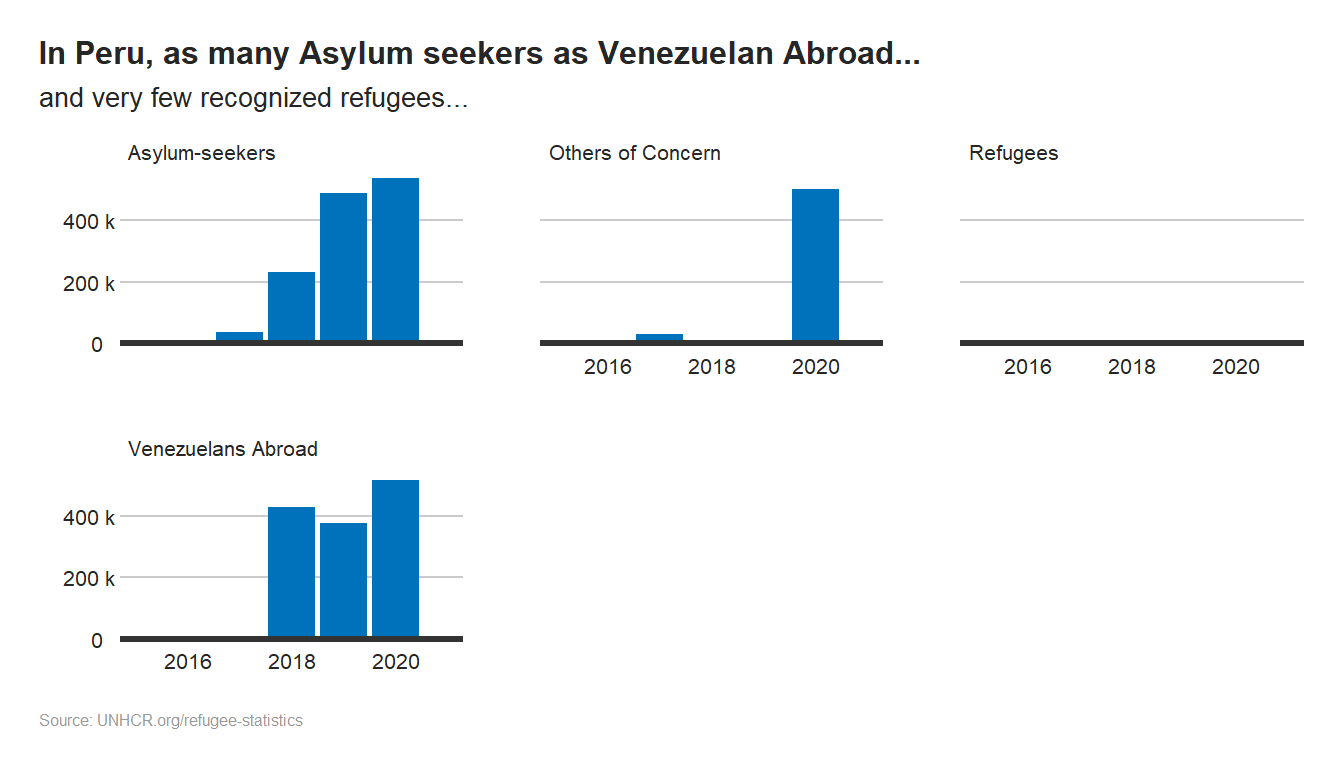 In Peru, as many Asylum seekers as Venezuelan Abroad...
and very few recognized refugees...
Asylum-seekers
Others of Concern
Refugees
400 k
200 k
0
2016 2018 2020
2016 2018 2020
Venezuelans Abroad
400 k
200 k
0
2016 2018 2020
Source: UNHCR.org/refugee-statistics